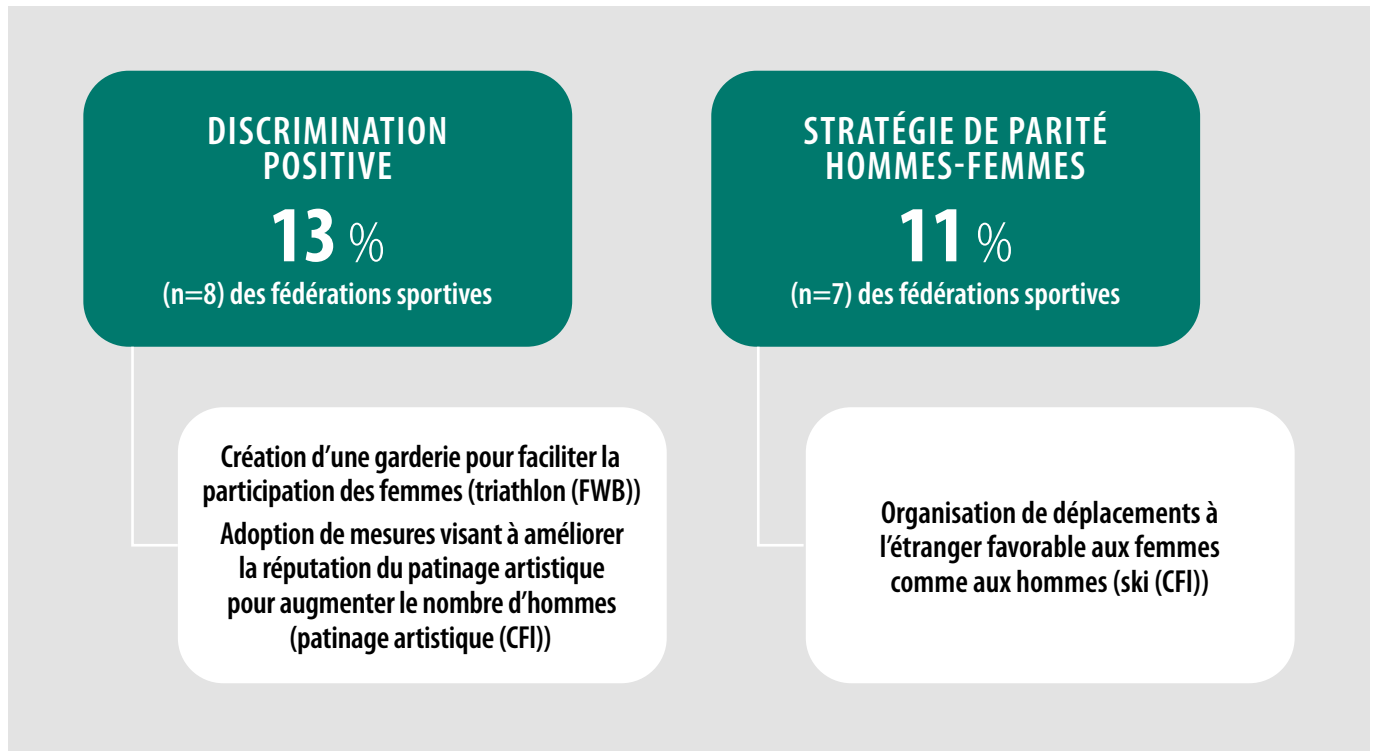 DISCRIMINATION
POSITIVE
13 %
(n=8) des fédérations sportives
Création d’une garderie pour faciliter la
participation des femmes (triathlon (FWB))
Adoption de mesures visant à améliorer
la réputation du patinage artistique
pour augmenter le nombre d’hommes
(patinage artistique (CFl))
STRATÉGIE DE PARITÉ
HOMMES-FEMMES
11 %
(n=7) des fédérations sportives
Organisation de déplacements à
l’étranger favorable aux femmes
comme aux hommes (ski (CFl))